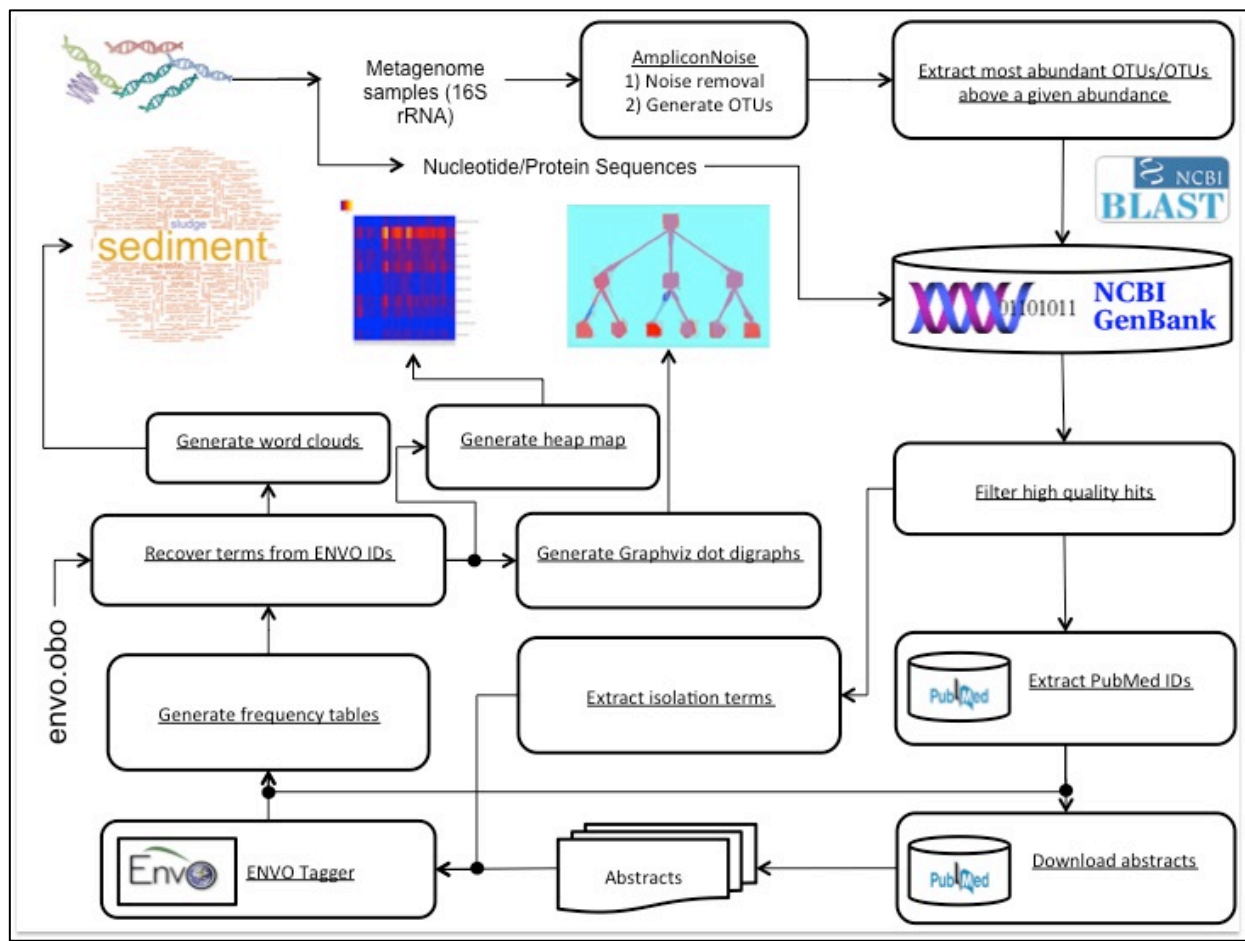 Metagenome
samples (16S
rRNA)
AmpliconNoise
1) Noise removal
2) Generate OTUs
Extract most abundant OTUs/OTUs
above a given abundance
Nucleotide/Protein Sequences
NCBI
BLAST
sludge
sediment
01101011
NCBI
GenBank
Generate word clouds
Generate heap map
Filter high quality hits
Recover terms from ENVO IDs
Generate Graphviz dot digraphs
envo.obo
Generate frequency tables
Extract isolation terms
PubMed
Extract PubMed IDs
Envo
ENVO Tagger
Abstracts
PubMed
Download abstracts